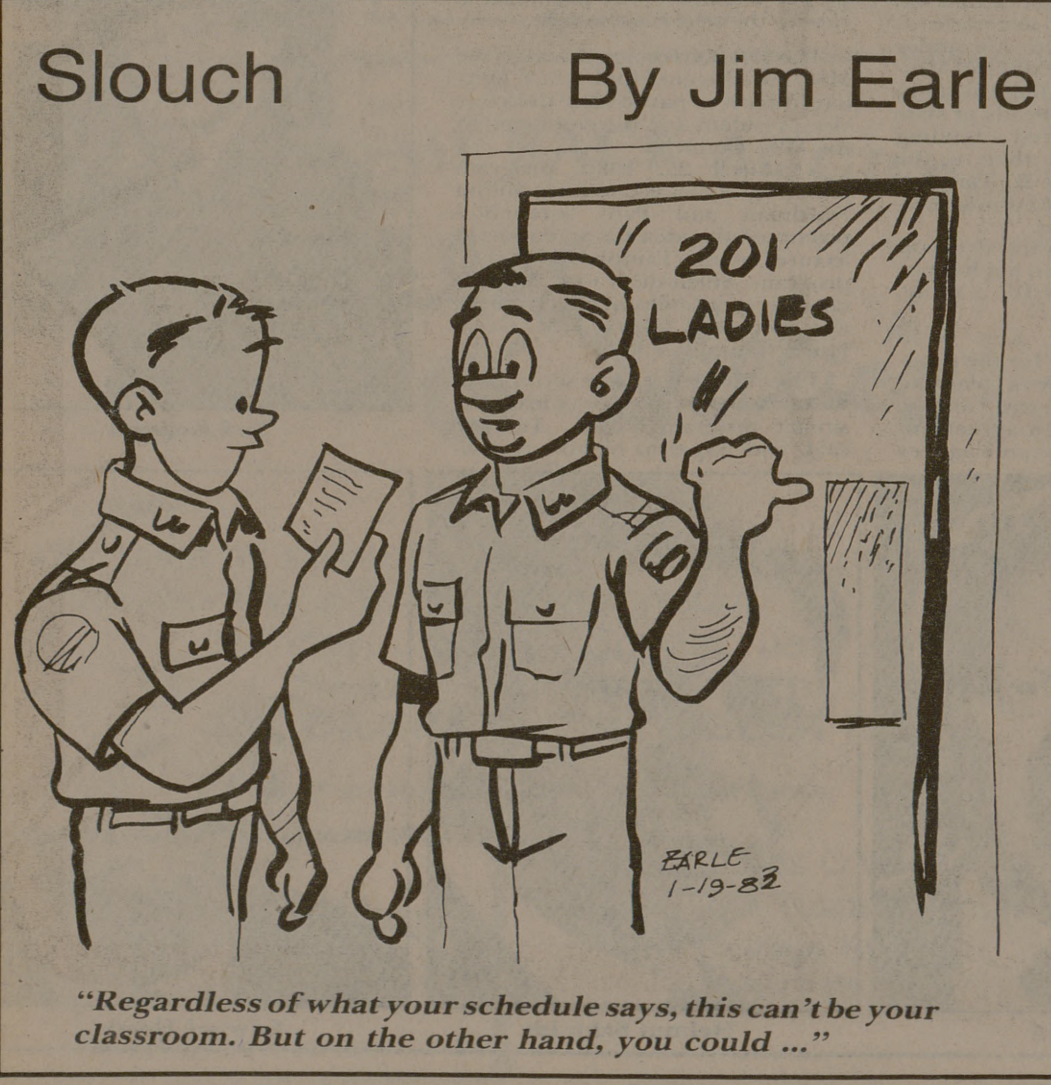 Slouch By Jim Earle
201
LADIES
EARLE
1-19-83
“Regardless of what your schedule says, this can’t be your
classroom. But on the other hand, you could ...”